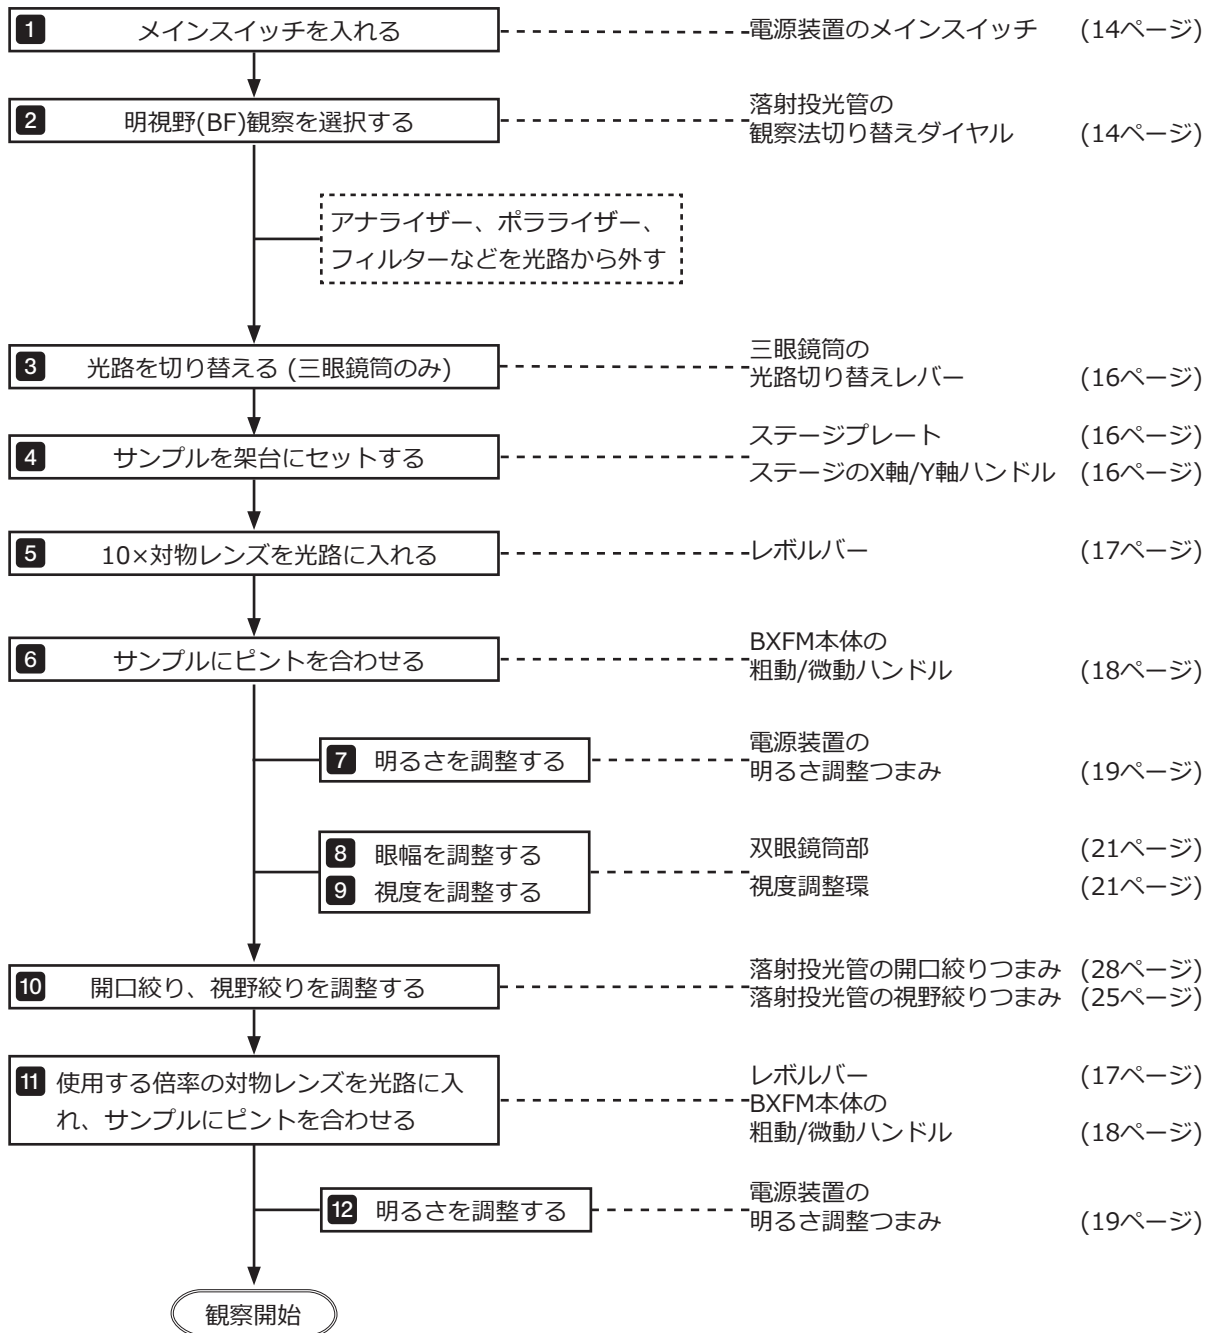 1 メインスイッチを入れる 電源装置のメインスイッチ (14ページ)
2 明視野(BF)観察を選択する 落射投光管の
観察法切り替えダイヤル (14ページ)
アナライザー、ポラライザー、
フィルターなどを光路から外す
3 光路を切り替える (三眼鏡筒のみ) 三眼鏡筒の
光路切り替えレバー (16ページ)
4 サンプルを架台にセットする ステージプレート (16ページ)
ステージのX軸/Y軸ハンドル (16ページ)
5 10×対物レンズを光路に入れる レボルバー (17ページ)
6 サンプルにピントを合わせる BXFM本体の
粗動/微動ハンドル (18ページ)
7 明るさを調整する 電源装置の
明るさ調整つまみ (19ページ)
8 眼幅を調整する 双眼鏡筒部 (21ページ)
9 視度を調整する 視度調整環 (21ページ)
10 開口絞り、視野絞りを調整する 落射投光管の開口絞りつまみ (28ページ)
落射投光管の視野絞りつまみ (25ページ)
11 使用する倍率の対物レンズを光路に入
れ、サンプルにピントを合わせる
レボルバー (17ページ)
BXFM本体の
粗動/微動ハンドル (18ページ)
12 明るさを調整する 電源装置の
明るさ調整つまみ (19ページ)
観察開始